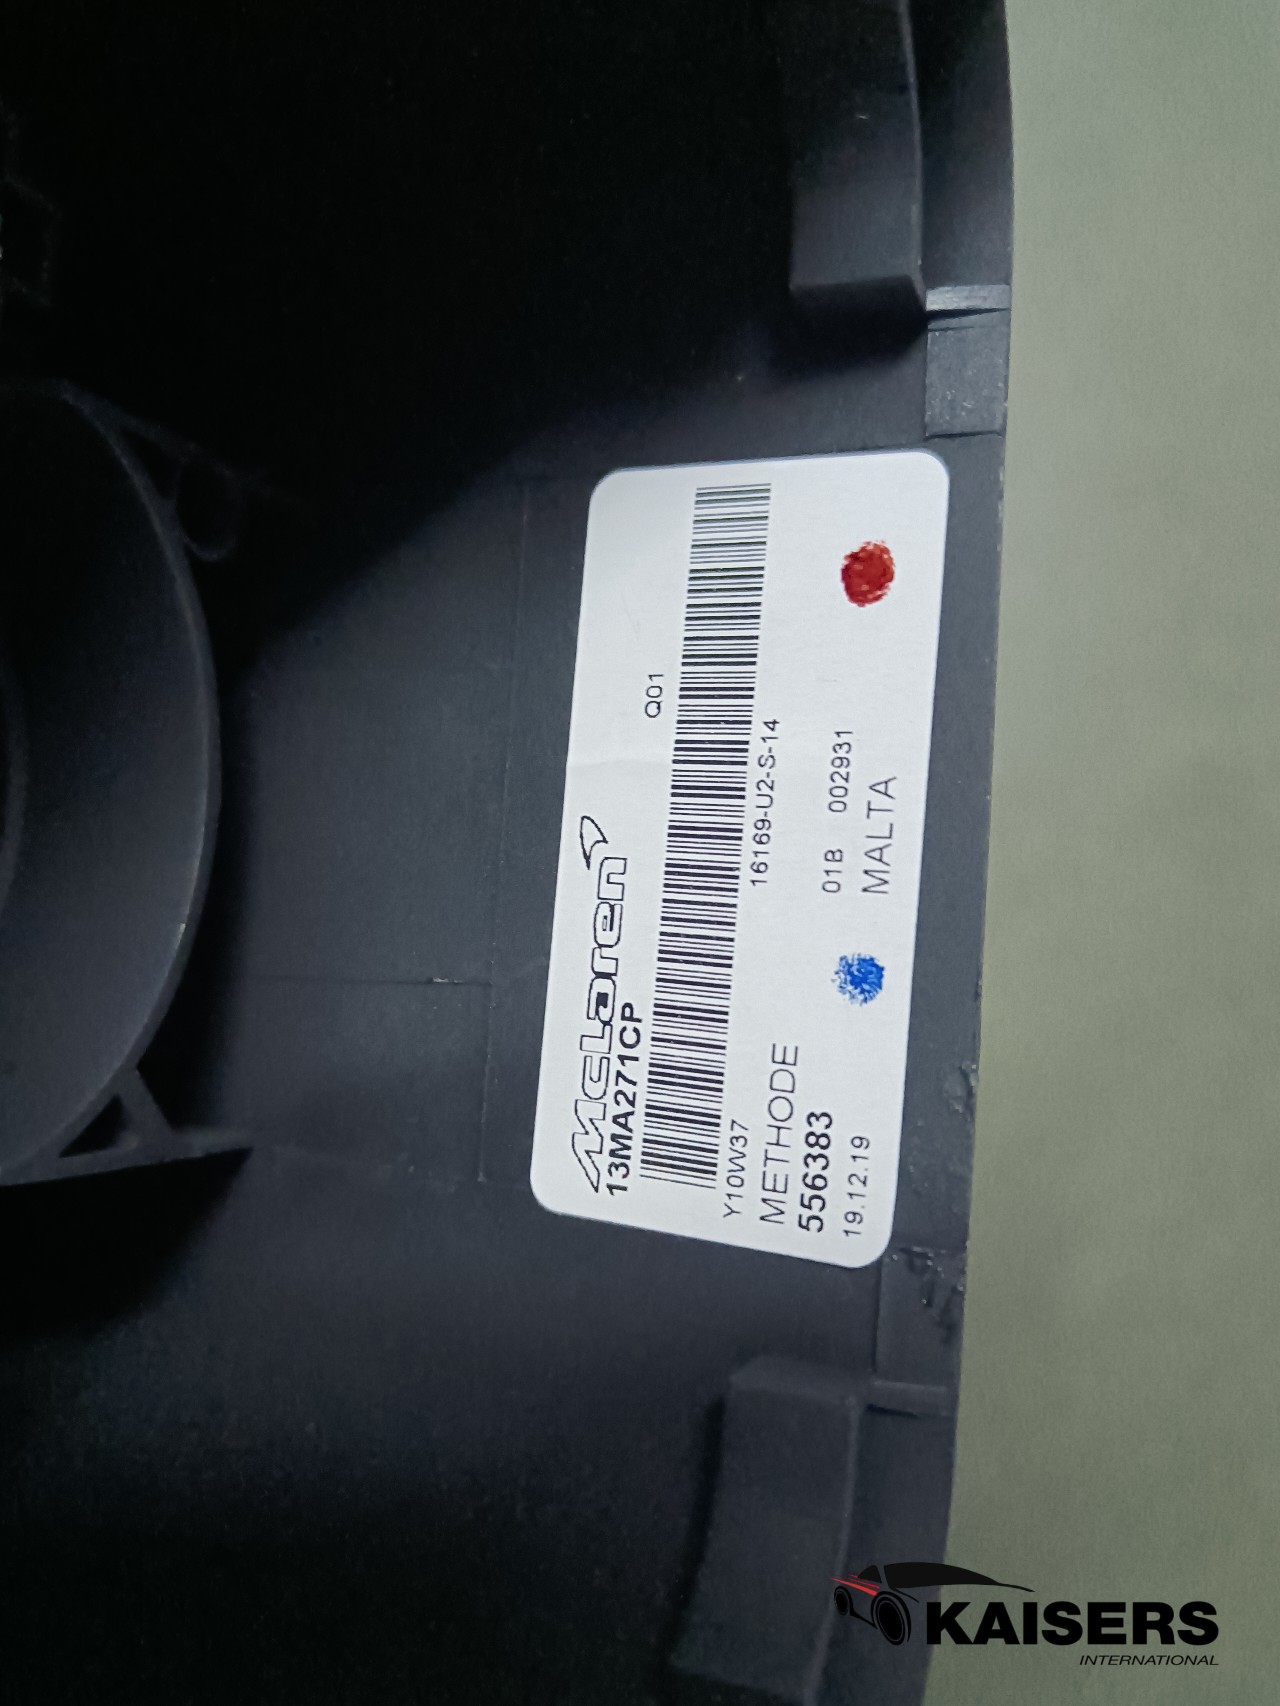 McLaren
13MA271CP Q01
Y10W37 16169-U2-S-14
METHODE
556383 01B 002931
19.12.19 MALTA
KAISERS
INTERNATIONAL